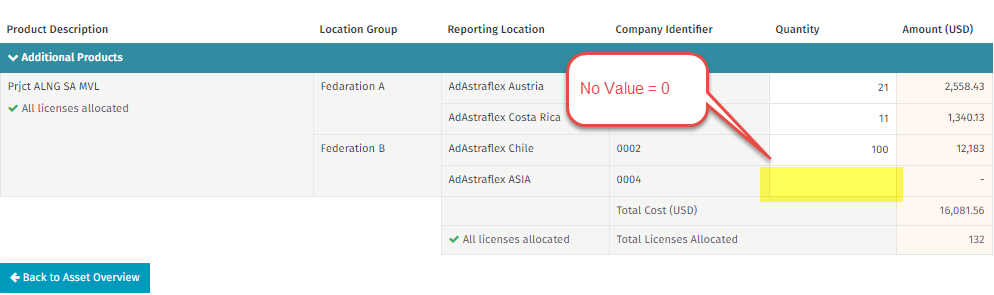 Product Description Location Group Reporting Location Company Identifier Quantity Amount (USD)
Additional Products
Prjct ALNG SA MVL Fedaration A AdAstraflex Austria 21 2,558.43
All licenses allocated
No Value = 0
AdAstraflex Costa Rica 11 1,340.13
Federation B AdAstraflex Chile 0002 100 12,183
AdAstraflex ASIA 0004 -
Total Cost (USD) 16,081.56
All licenses allocated Total Licenses Allocated 132
Back to Asset Overview